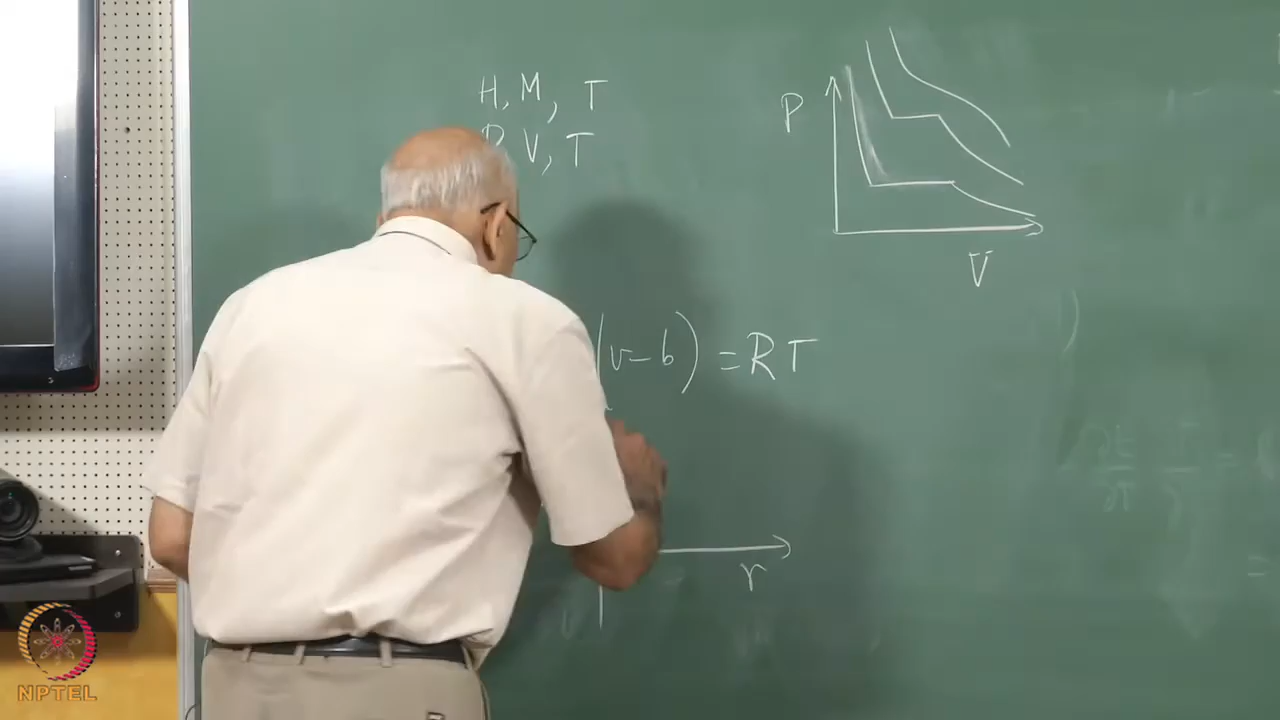 H, M, T
P V, T
P
V
(v – b) = RT
r
NPTEL